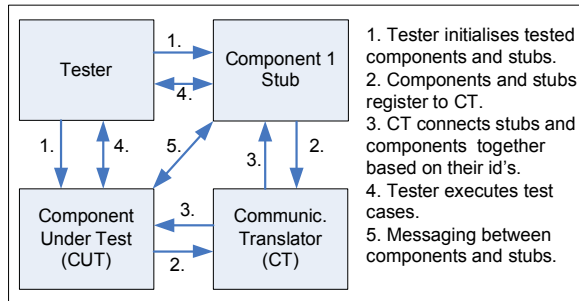 Tester
1.
4.
Component 1
Stub
1.
4.
5.
3.
2.
Component
Under Test
(CUT)
3.
2.
Communic.
Translator
(CT)
1. Tester initialises tested
components and stubs.
2. Components and stubs
register to CT.
3. CT connects stubs and
components together
based on their id's.
4. Tester executes test
cases.
5. Messaging between
components and stubs.